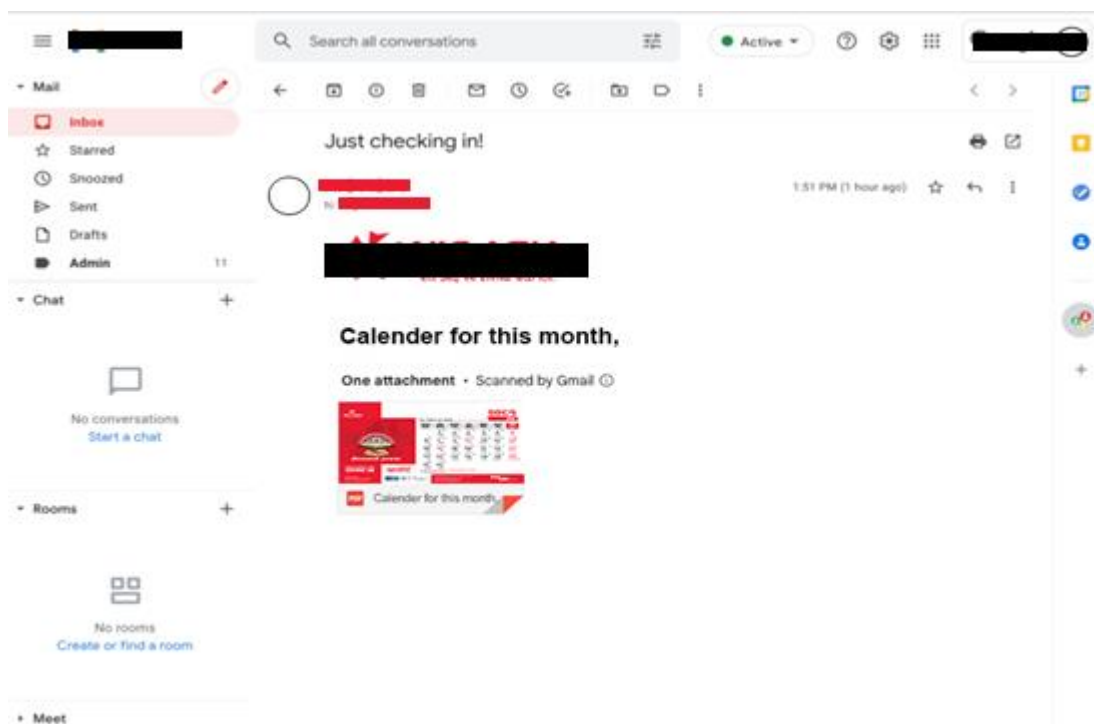 Search all conversations
Active
Mail
Inbox
Starred
Snoozed
Sent
Drafts
Admin 11
Chat
No conversations
Start a chat
Rooms
No rooms
Create or find a room
Meet
Just checking in!
1:51 PM (1 hour ago)
to
Calender for this month,
One attachment • Scanned by Gmail
PDF Calender for this month